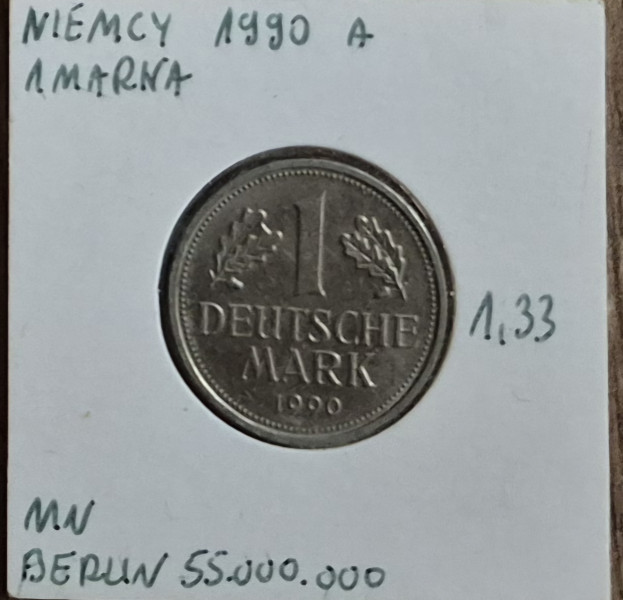 NIEMCY 1990 A
1 MARKA
1
DEUTSCHE
MARK
1990
1,33
MN
BERLIN 55.000.000